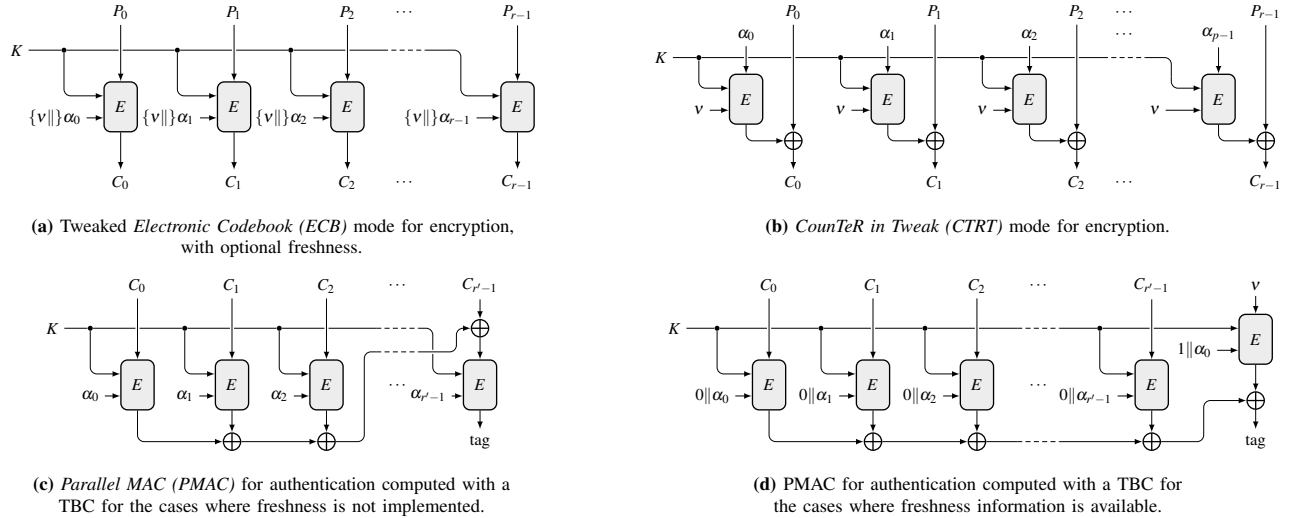 P₀ P₁ P₂ ⋯ Pᵣ₋₁
K
E E E E
{ν∥}α₀ {ν∥}α₁ {ν∥}α₂ {ν∥}αᵣ₋₁
C₀ C₁ C₂ ⋯ Cᵣ₋₁
(a) Tweaked Electronic Codebook (ECB) mode for encryption,
with optional freshness.
P₀ P₁ P₂ ⋯ Pᵣ₋₁
α₀ α₁ α₂ ⋯ αₚ₋₁
K
E E E E
ν ν ν ν
C₀ C₁ C₂ ⋯ Cᵣ₋₁
(b) CounTeR in Tweak (CTRT) mode for encryption.
C₀ C₁ C₂ ⋯ Cᵣ′₋₁
K
E E E E
α₀ α₁ α₂ ⋯ αᵣ′₋₁
tag
(c) Parallel MAC (PMAC) for authentication computed with a
TBC for the cases where freshness is not implemented.
C₀ C₁ C₂ ⋯ Cᵣ′₋₁ ν
K
1∥α₀ E
E E E ⋯ E
0∥α₀ 0∥α₁ 0∥α₂ 0∥αᵣ′₋₁
tag
(d) PMAC for authentication computed with a TBC for
the cases where freshness information is available.